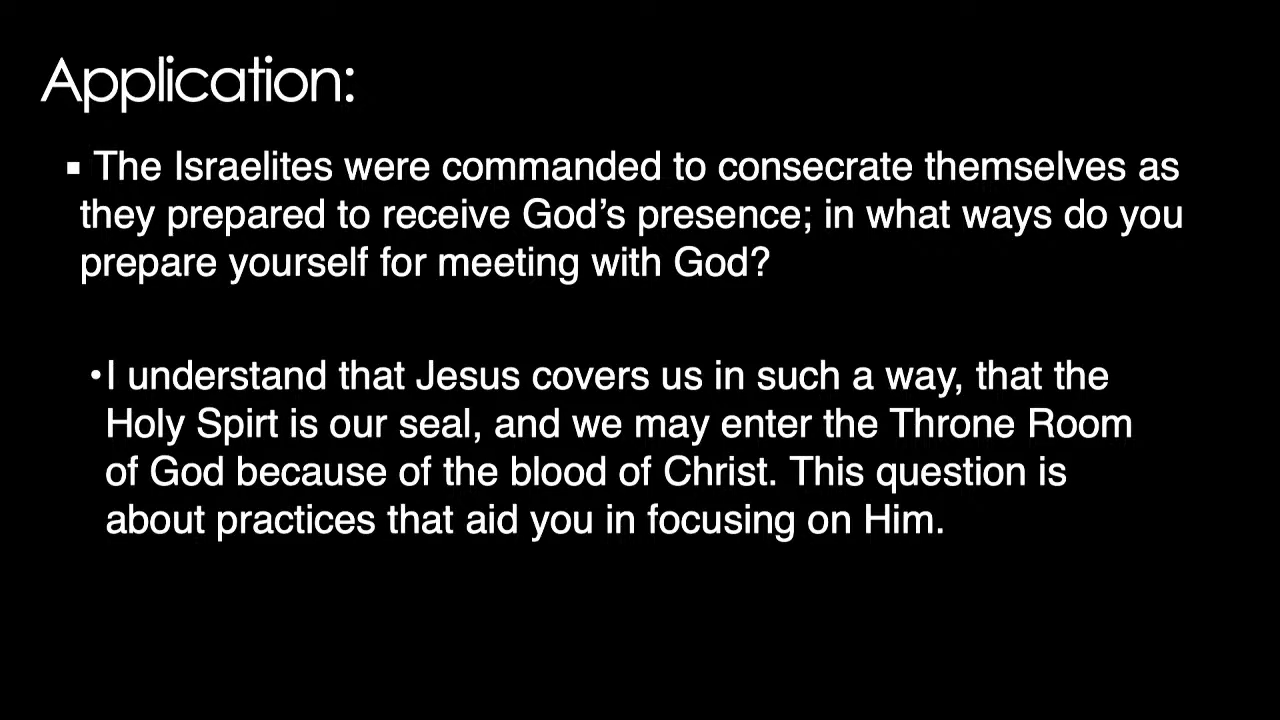 Application:
▪ The Israelites were commanded to consecrate themselves as
they prepared to receive God’s presence; in what ways do you
prepare yourself for meeting with God?
•I understand that Jesus covers us in such a way, that the
Holy Spirt is our seal, and we may enter the Throne Room
of God because of the blood of Christ. This question is
about practices that aid you in focusing on Him.